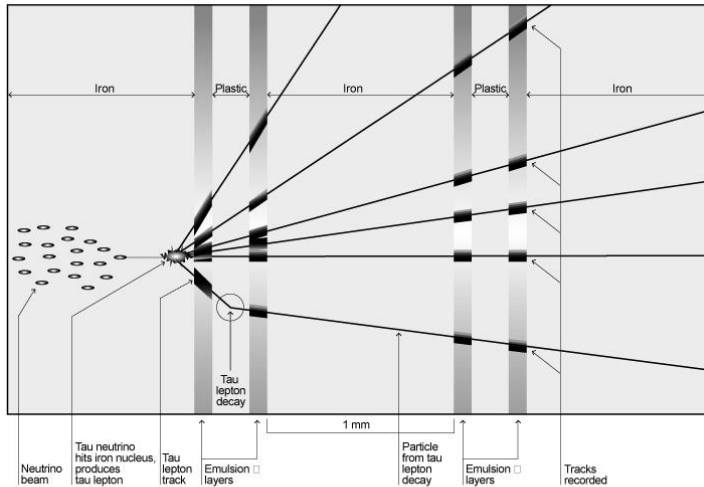 Iron
Plastic
Iron
Plastic
Iron
Tau
lepton
decay
1 mm
Neutrino
beam
Tau neutrino
hits iron nucleus,
produces
tau lepton
Tau
lepton
track
Emulsion □
layers
Particle
from tau
lepton
decay
Emulsion □
layers
Tracks
recorded